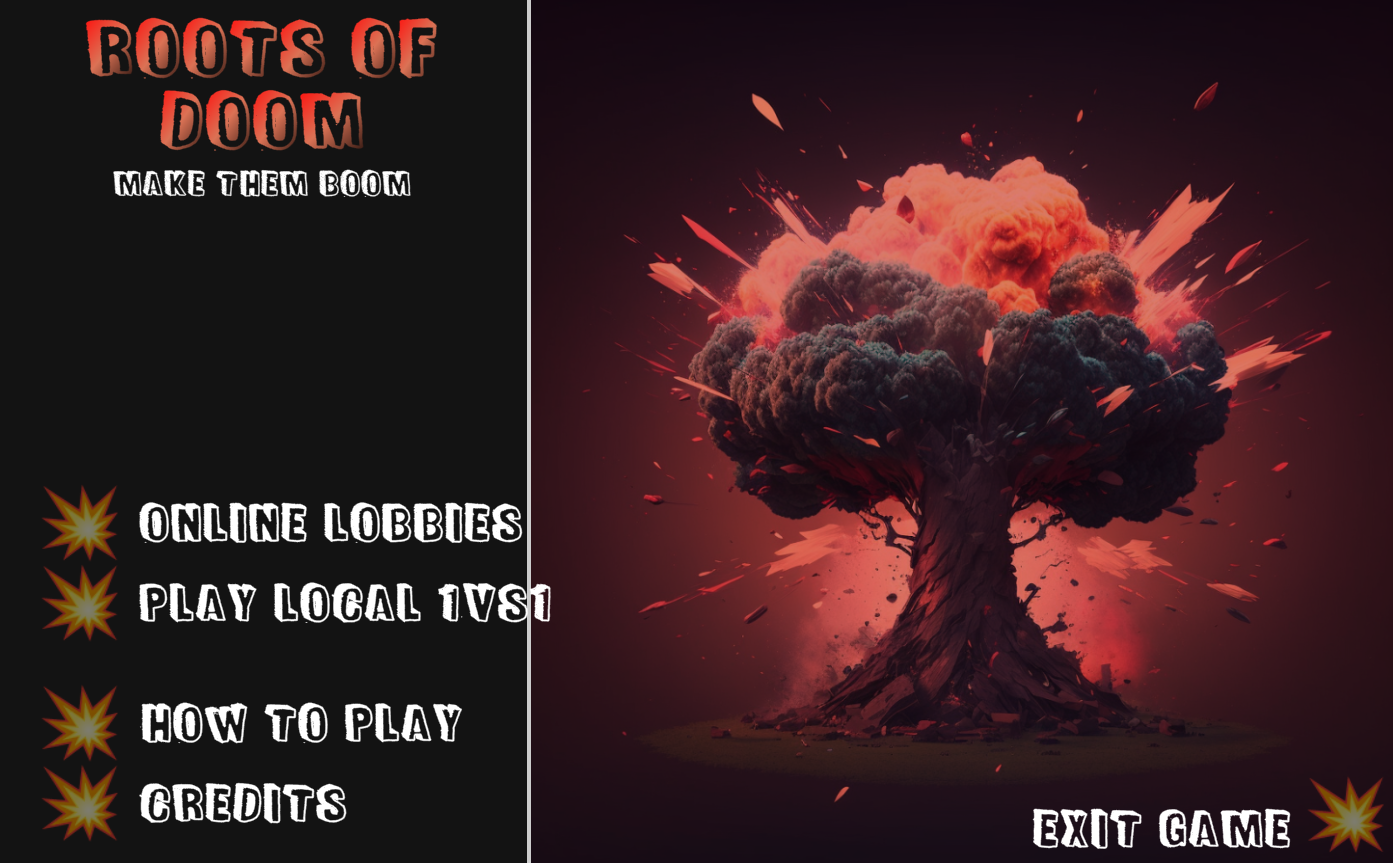 ROOTS OF
DOOM
MAKE THEM BOOM
ONLINE LOBBIES
PLAY LOCAL 1VS1
HOW TO PLAY
CREDITS
EXIT GAME